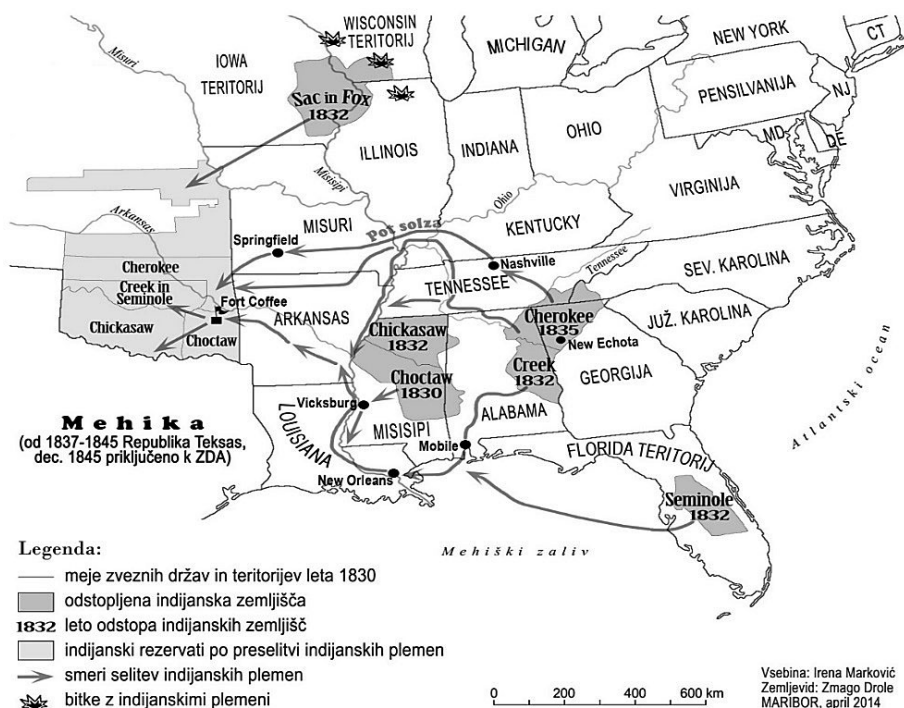 WISCONSIN
TERITORIJ
MICHIGAN
NEW YORK
CT
Misuri
IOWA
TERITORIJ
PENSILVANIJA
NJ
Sac in Fox
1832
OHIO
MD
DE
ILLINOIS
INDIANA
VIRGINIJA
Misisipi
Ohio
KENTUCKY
Arkansas
MISURI
Pot solza
Springfield
Nashville
Tennessee
SEV. KAROLINA
Cherokee
TENNESSEE
Creek in
Seminole
Fort Coffee
ARKANSAS
Cherokee
1835
JUŽ. KAROLINA
Chickasaw
Choctaw
Chickasaw
1832
New Echota
Creek
1832
GEORGIJA
Choctaw
1830
Atlantski ocean
Vicksburg
ALABAMA
Mehika
(od 1837-1845 Republika Teksas,
dec. 1845 priključeno k ZDA)
LOUISIANA
MISISIPI
Mobile
FLORIDA TERITORIJ
New Orleans
Seminole
1832
Mehiški zaliv
Legenda:
meje zveznih držav in teritorijev leta 1830
odstopljena indijanska zemljišča
1832 leto odstopa indijanskih zemljišč
indijanski rezervati po preselitvi indijanskih plemen
smeri selitev indijanskih plemen
bitke z indijanskimi plemeni
0 200 400 600 km
Vsebina: Irena Marković
Zemljevid: Zmago Drole
MARIBOR, april 2014